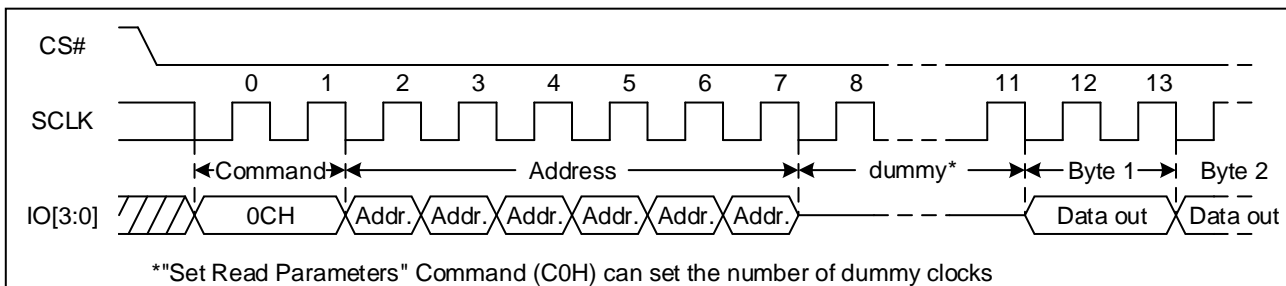 CS#
0 1 2 3 4 5 6 7 8 11 12 13
SCLK
Command Address dummy* Byte 1 Byte 2
IO[3:0] 0CH Addr. Addr. Addr. Addr. Addr. Addr. Data out Data out
*"Set Read Parameters" Command (C0H) can set the number of dummy clocks